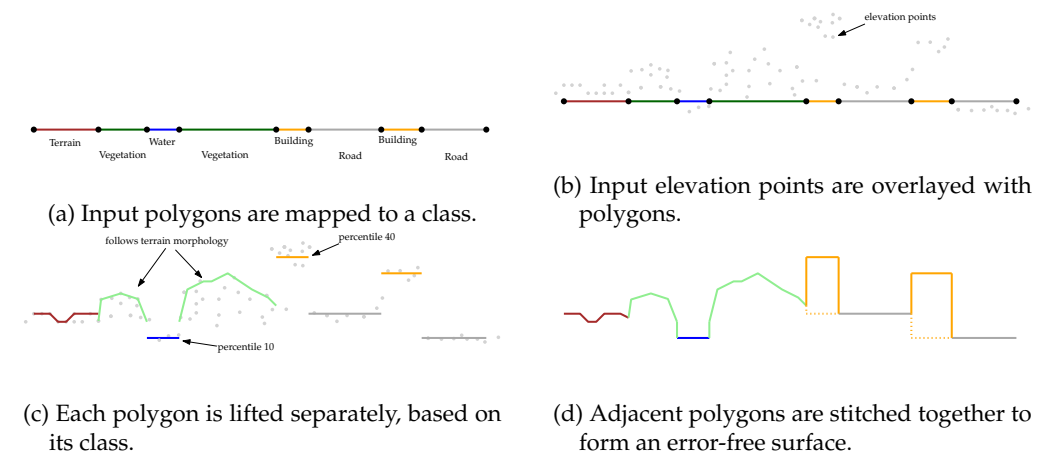 Terrain
Vegetation
Water
Vegetation
Building
Road
Building
Road
(a) Input polygons are mapped to a class.
elevation points
(b) Input elevation points are overlayed with
polygons.
follows terrain morphology
percentile 40
percentile 10
(c) Each polygon is lifted separately, based on
its class.
(d) Adjacent polygons are stitched together to
form an error-free surface.